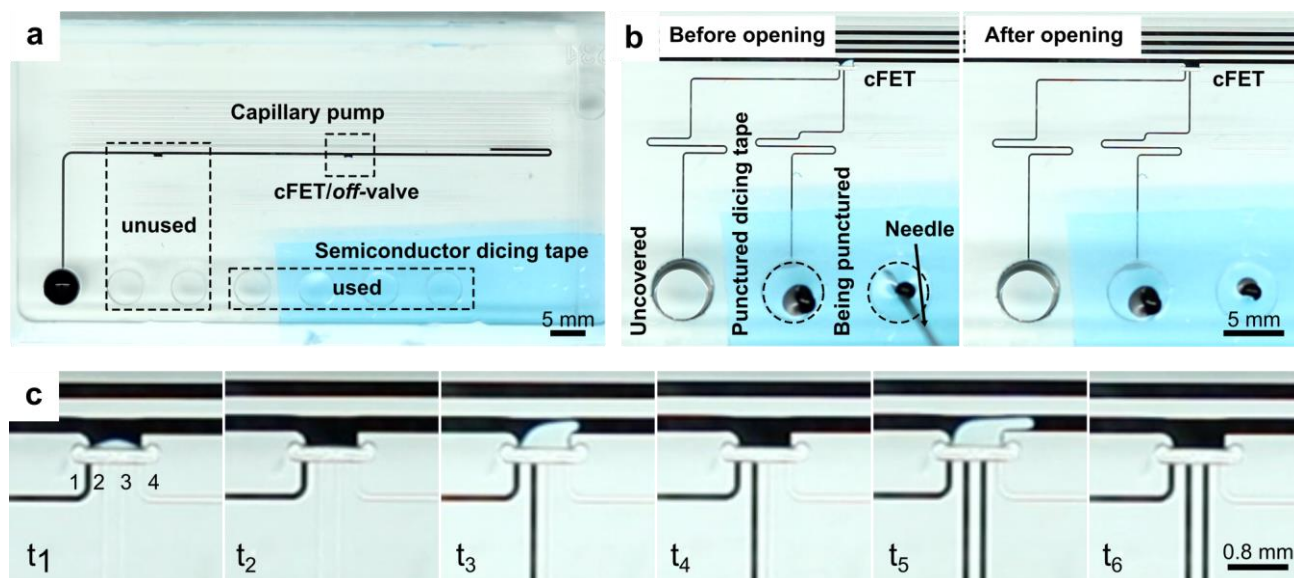 a
Capillary pump
cFET/off-valve
unused
Semiconductor dicing tape
used
5 mm
b
Before opening
cFET
Uncovered
Punctured dicing tape
Being punctured
Needle
After opening
cFET
5 mm
c
1 2 3 4
t1
t2
t3
t4
t5
t6
0.8 mm